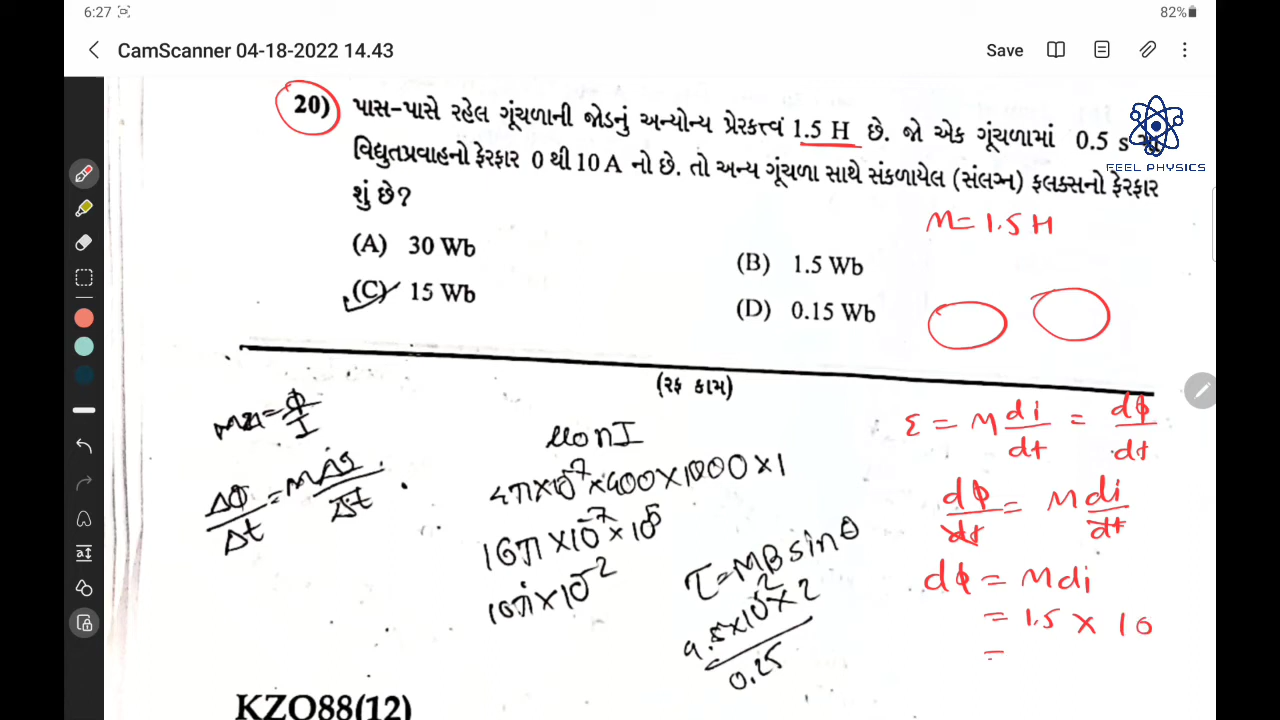 6:27
82%
CamScanner 04-18-2022 14.43
Save
20) પાસ-પાસે રહેલ ગૂંચળાની જોડનું અન્યોન્ય પ્રેરકત્ત્વ 1.5 H છે. જો એક ગૂંચળામાં 0.5 s
FEEL PHYSICS
વિદ્યુતપ્રવાહનો ફેરફાર 0 થી 10 A નો છે. તો અન્ય ગૂંચળા સાથે સંકળાયેલ (સંલગ્ન) ફ્લક્સનો ફેરફાર
શું છે?
M = 1.5 H
(A) 30 Wb
(B) 1.5 Wb
(C) 15 Wb
(D) 0.15 Wb
(રફ કામ)
= Φ/I
ε = M di/dt = dΦ/dt
μ0nI
4π×10⁻⁷×400×1000×1
ΔΦ/Δt = M
dΦ/dt = M di/dt
16π×10⁻⁷×10⁵
τ = MB sinθ
dΦ = M di
16π×10⁻²
= 1.5 × 10
=
0.25
KZO88(12)